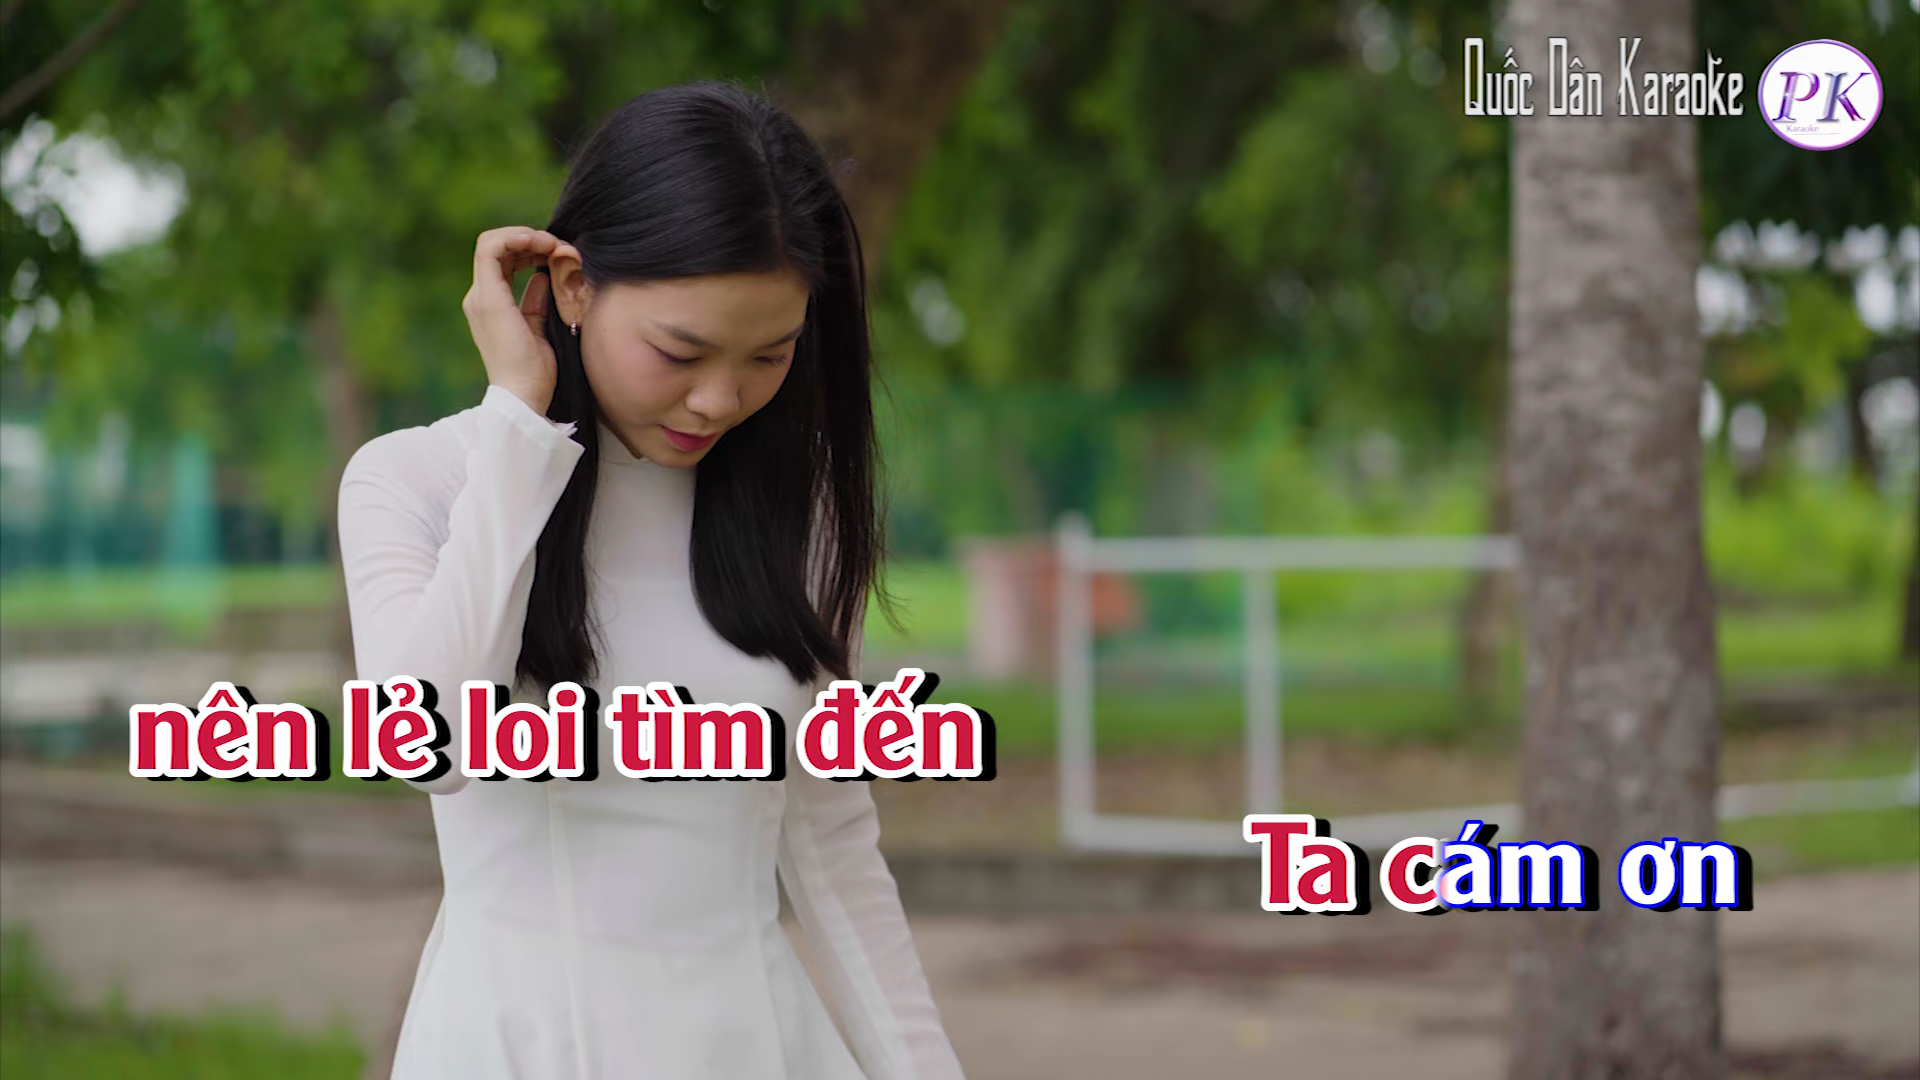 Quốc Dân Karaoke
PK
Karaoke
nên lẻ loi tìm đến
Ta cám ơn